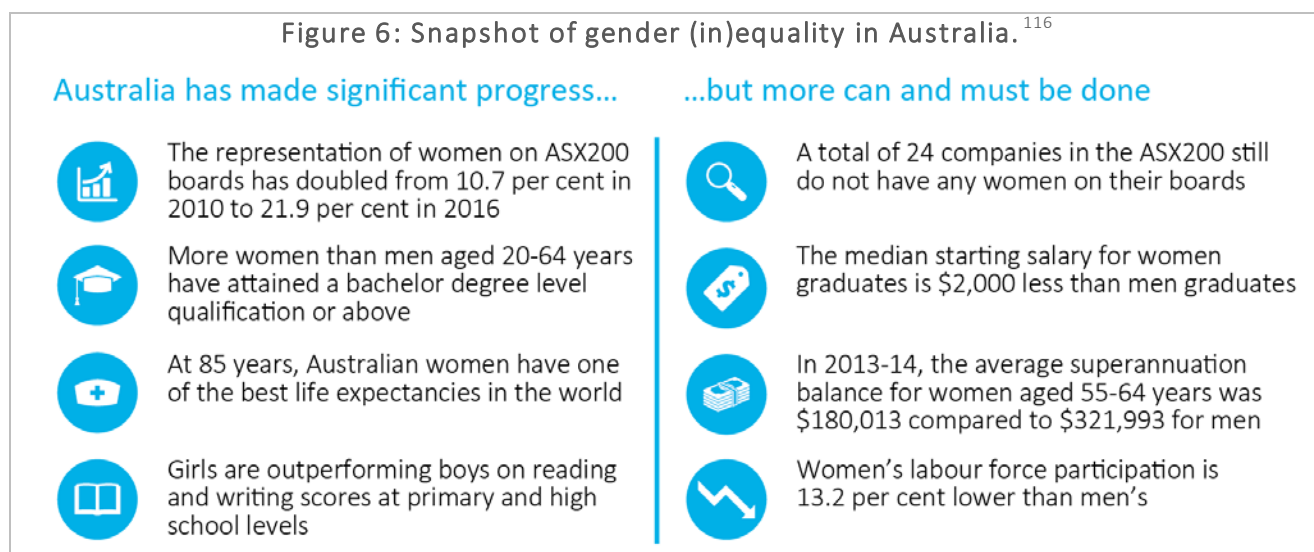 Figure 6: Snapshot of gender (in)equality in Australia. 116
Australia has made significant progress...
The representation of women on ASX200
boards has doubled from 10.7 per cent in
2010 to 21.9 per cent in 2016
More women than men aged 20-64 years
have attained a bachelor degree level
qualification or above
At 85 years, Australian women have one
of the best life expectancies in the world
Girls are outperforming boys on reading
and writing scores at primary and high
school levels
...but more can and must be done
A total of 24 companies in the ASX200 still
do not have any women on their boards
$
The median starting salary for women
graduates is $2,000 less than men graduates
In 2013-14, the average superannuation
balance for women aged 55-64 years was
$180,013 compared to $321,993 for men
Women's labour force participation is
13.2 per cent lower than men's